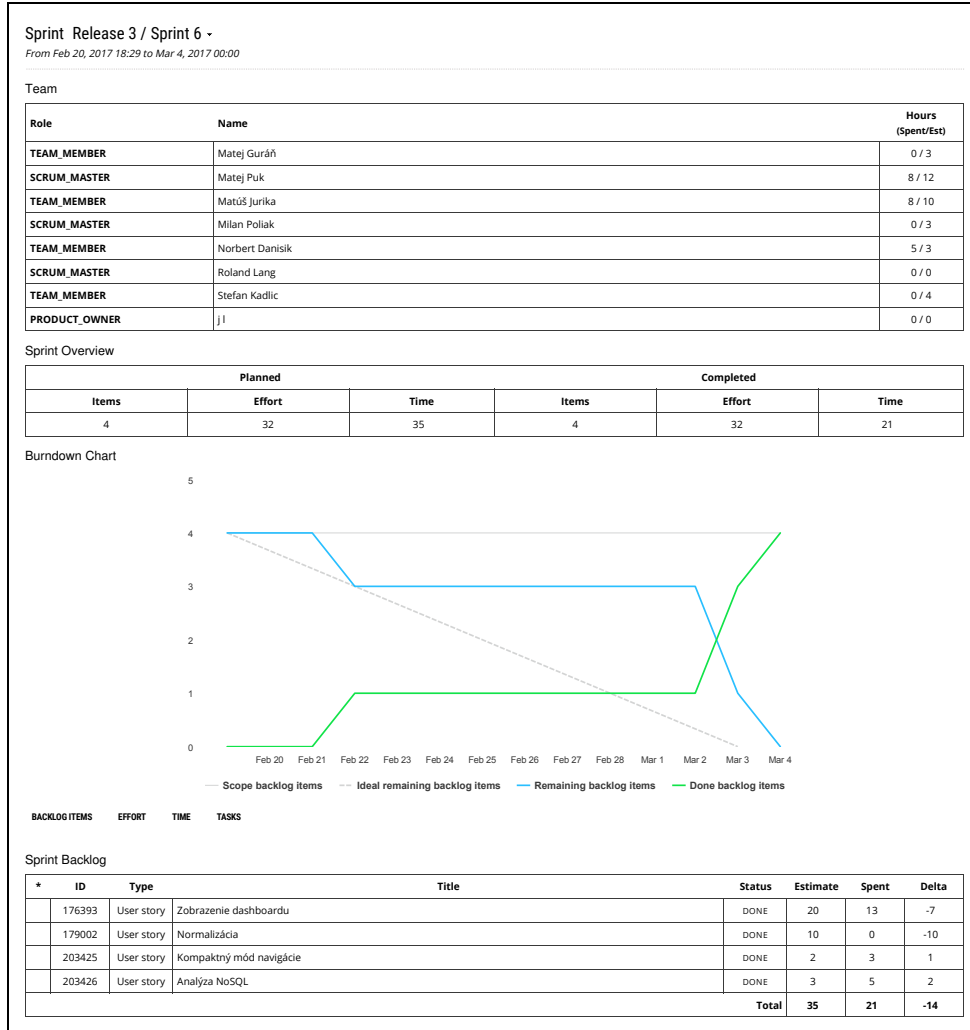 Sprint Release 3 / Sprint 6
From Feb 20, 2017 18:29 to Mar 4, 2017 00:00
Team
Role Name Hours (Spent/Est)
TEAM_MEMBER Matej Guráň 0 / 3
SCRUM_MASTER Matej Puk 8 / 12
TEAM_MEMBER Matúš Jurika 8 / 10
SCRUM_MASTER Milan Poliak 0 / 3
TEAM_MEMBER Norbert Danisik 5 / 3
SCRUM_MASTER Roland Lang 0 / 0
TEAM_MEMBER Stefan Kadlic 0 / 4
PRODUCT_OWNER j l 0 / 0
Sprint Overview
Planned Completed
Items Effort Time Items Effort Time
4 32 35 4 32 21
Burndown Chart
5
4
3
2
1
0
Feb 20 Feb 21 Feb 22 Feb 23 Feb 24 Feb 25 Feb 26 Feb 27 Feb 28 Mar 1 Mar 2 Mar 3 Mar 4
Scope backlog items Ideal remaining backlog items Remaining backlog items Done backlog items
BACKLOG ITEMS EFFORT TIME TASKS
Sprint Backlog
* ID Type Title Status Estimate Spent Delta
176393 User story Zobrazenie dashboardu DONE 20 13 -7
179002 User story Normalizácia DONE 10 0 -10
203425 User story Kompaktný mód navigácie DONE 2 3 1
203426 User story Analýza NoSQL DONE 3 5 2
Total 35 21 -14